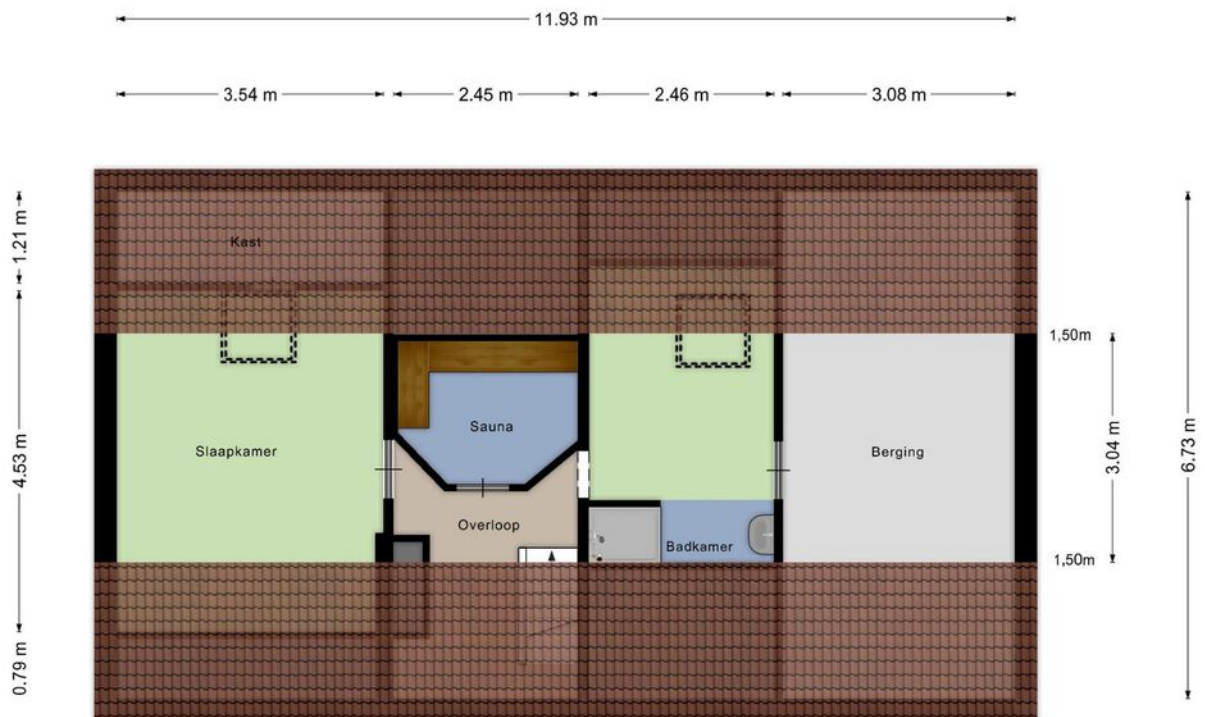 11.93 m
3.54 m
2.45 m
2.46 m
3.08 m
1.21 m
4.53 m
0.79 m
Kast
Slaapkamer
Sauna
Overloop
Badkamer
Berging
1,50m
1,50m
3.04 m
6.73 m